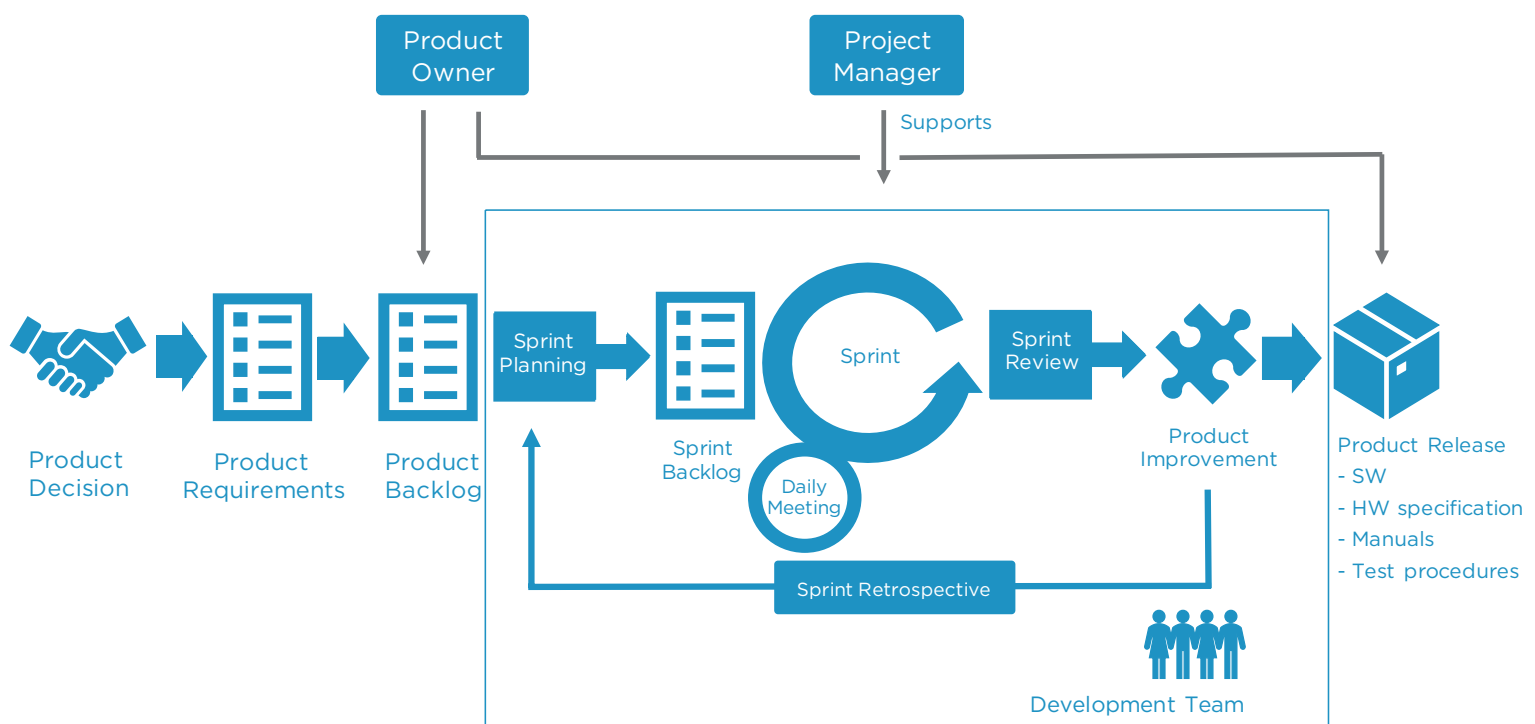 Product
Owner
Project
Manager
Supports
Sprint
Planning
Sprint
Sprint
Review
Product
Decision
Product
Requirements
Product
Backlog
Sprint
Backlog
Daily
Meeting
Product
Improvement
Product Release
- SW
- HW specification
- Manuals
- Test procedures
Sprint Retrospective
Development Team